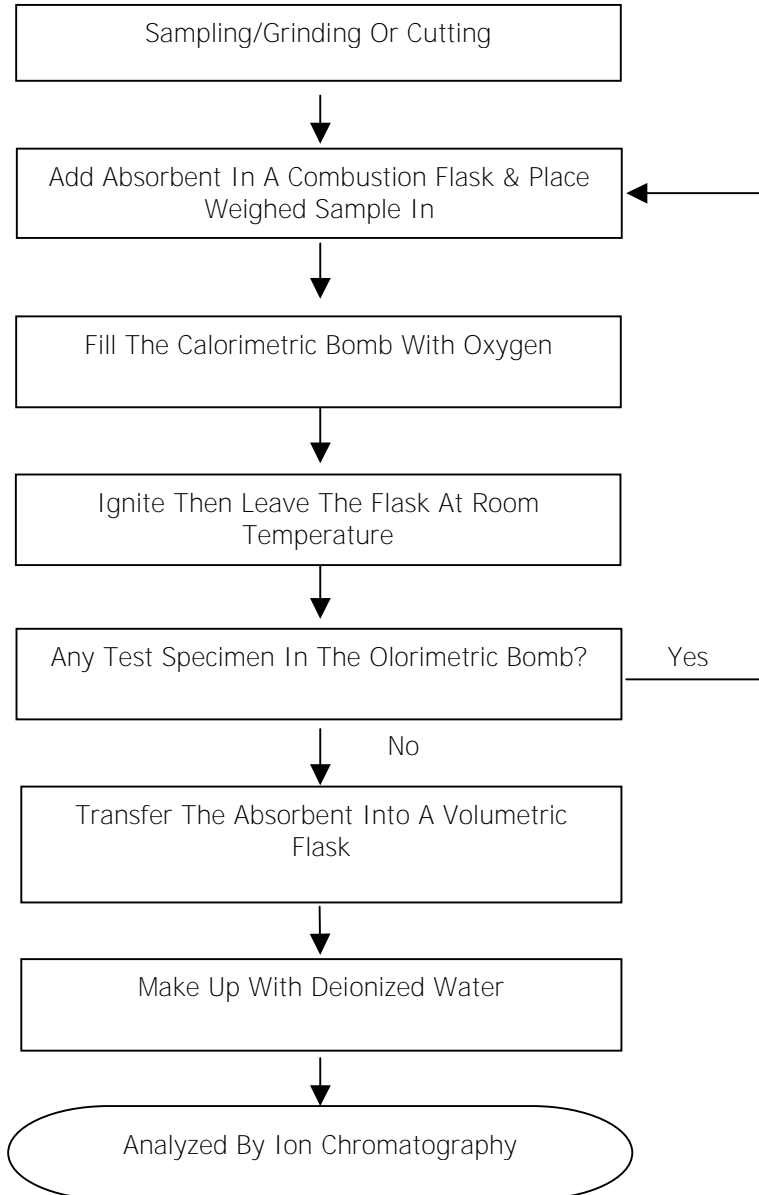 Sampling/Grinding Or Cutting
Add Absorbent In A Combustion Flask & Place
Weighed Sample In
Fill The Calorimetric Bomb With Oxygen
Ignite Then Leave The Flask At Room
Temperature
Any Test Specimen In The Olorimetric Bomb?
Yes
No
Transfer The Absorbent Into A Volumetric
Flask
Make Up With Deionized Water
Analyzed By Ion Chromatography